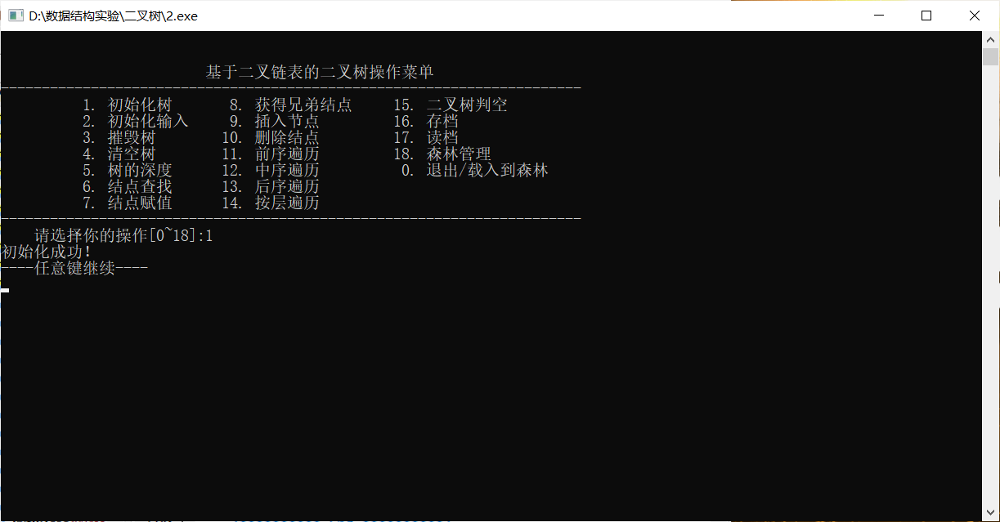 D:\数据结构实验\二叉树\2.exe
基于二叉链表的二叉树操作菜单
-----------------------------------------------------------------------
1. 初始化树 8. 获得兄弟结点 15. 二叉树判空
2. 初始化输入 9. 插入节点 16. 存档
3. 摧毁树 10. 删除结点 17. 读档
4. 清空树 11. 前序遍历 18. 森林管理
5. 树的深度 12. 中序遍历 0. 退出/载入到森林
6. 结点查找 13. 后序遍历
7. 结点赋值 14. 按层遍历
-----------------------------------------------------------------------
请选择你的操作[0~18]:1
初始化成功!
----任意键继续----